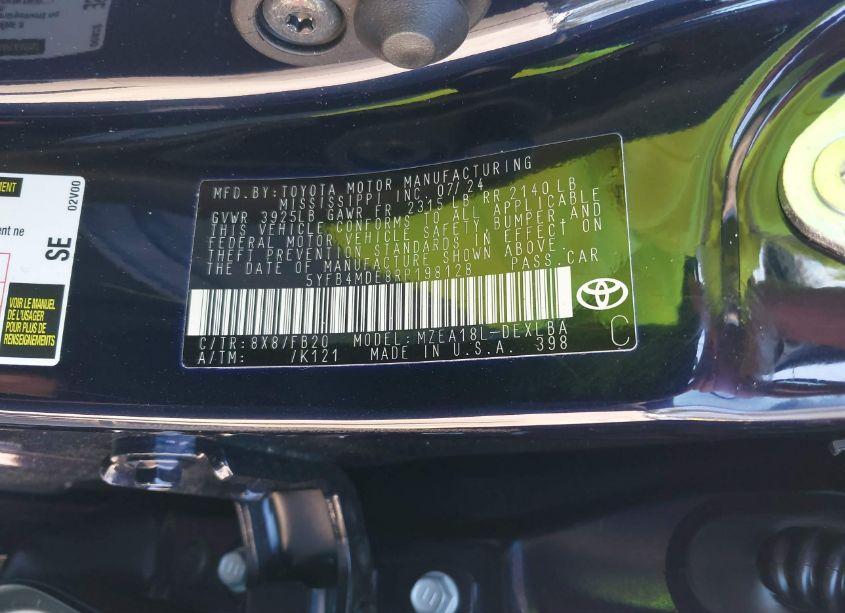 MFD. BY: TOYOTA MOTOR MANUFACTURING
MISSISSIPPI INC. 07/24
GVWR 3925LB GAWR FR 2315LB RR 2140LB
THIS VEHICLE CONFORMS TO ALL APPLICABLE
FEDERAL MOTOR VEHICLE SAFETY, BUMPER, AND
THEFT PREVENTION STANDARDS IN EFFECT ON
THE DATE OF MANUFACTURE SHOWN ABOVE.
5YFB4MDE8RP198128 PASS. CAR
C/TR: 8X8/FB20 MODEL: MZEA18L-DEXLBA
A/TM: /K121 MADE IN U.S.A. 398
C
ent ne
SE
02V00
VOIR LE MANUEL
DE L'USAGER
POUR PLUS DE
RENSEIGNEMENTS